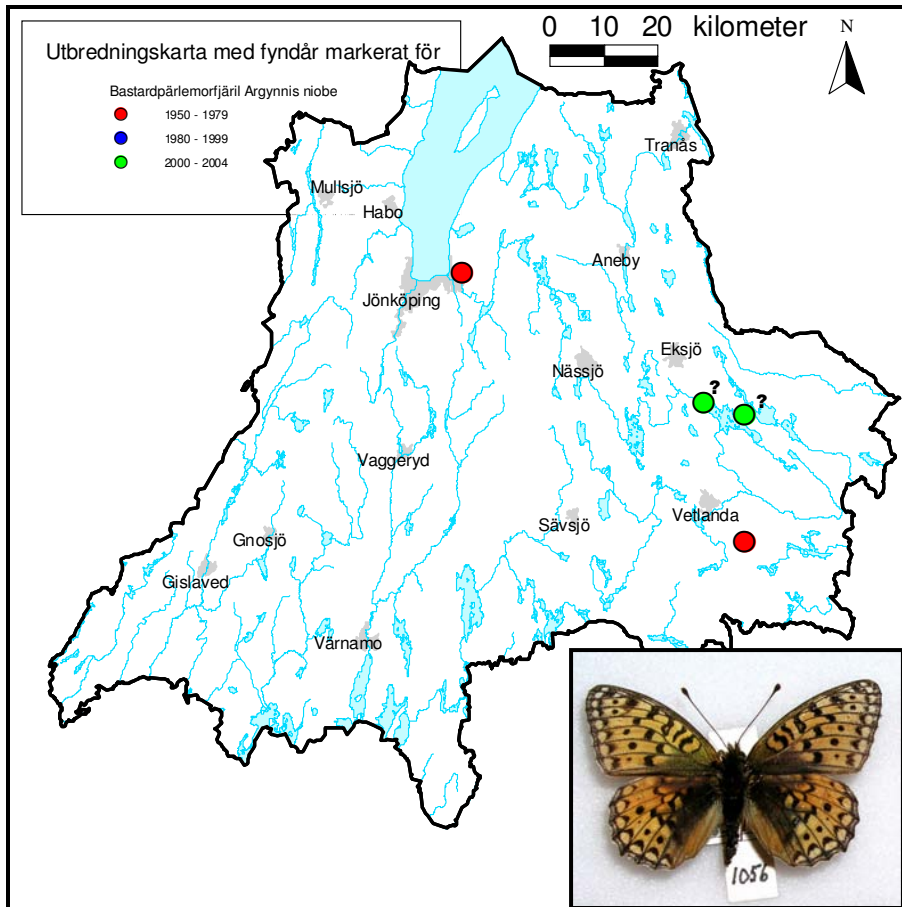 0 10 20 kilometer
N
Utbredningskarta med fyndår markerat för
Bastardpärlemorfjäril Argynnis niobe
1950 - 1979
1980 - 1999
2000 - 2004
Tranås
Mullsjö
Habo
Aneby
Jönköping
Eksjö
Nässjö
?
?
Vaggeryd
Vetlanda
Sävsjö
Gnosjö
Gislaved
Värnamo
1056